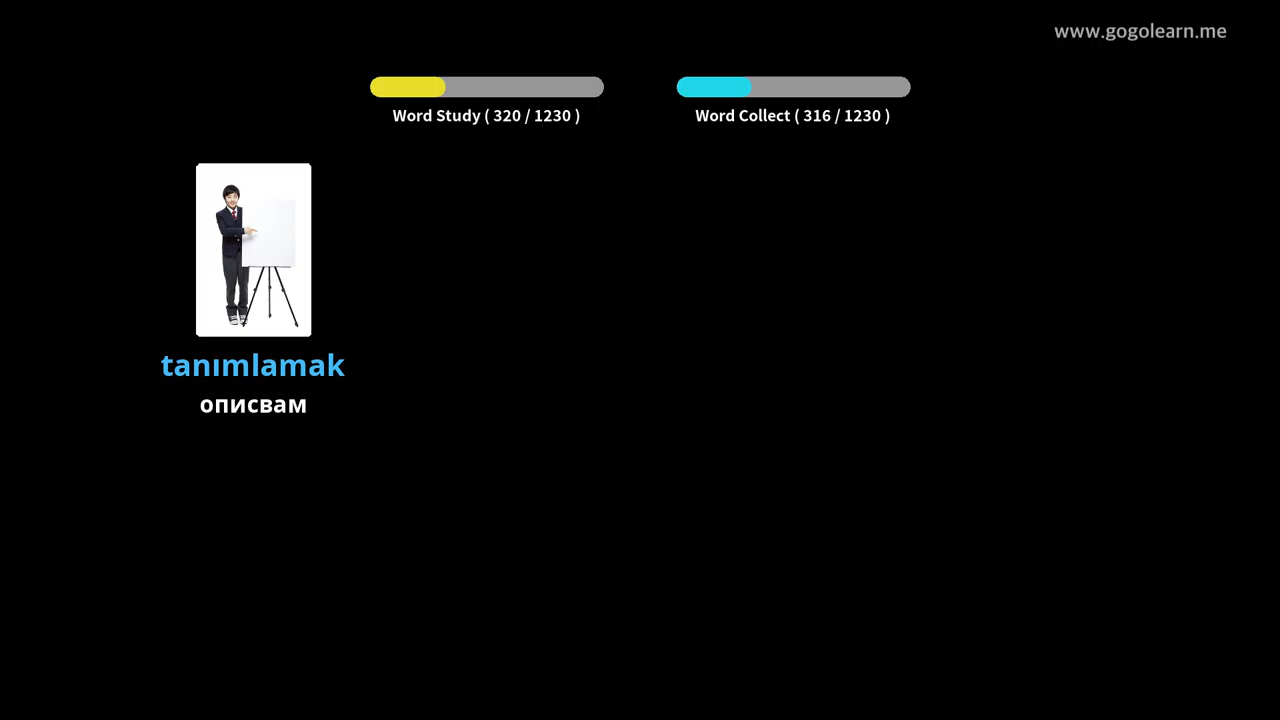 www.gogolearn.me
Word Study ( 320 / 1230 )
Word Collect ( 316 / 1230 )
tanımlamak
описвам